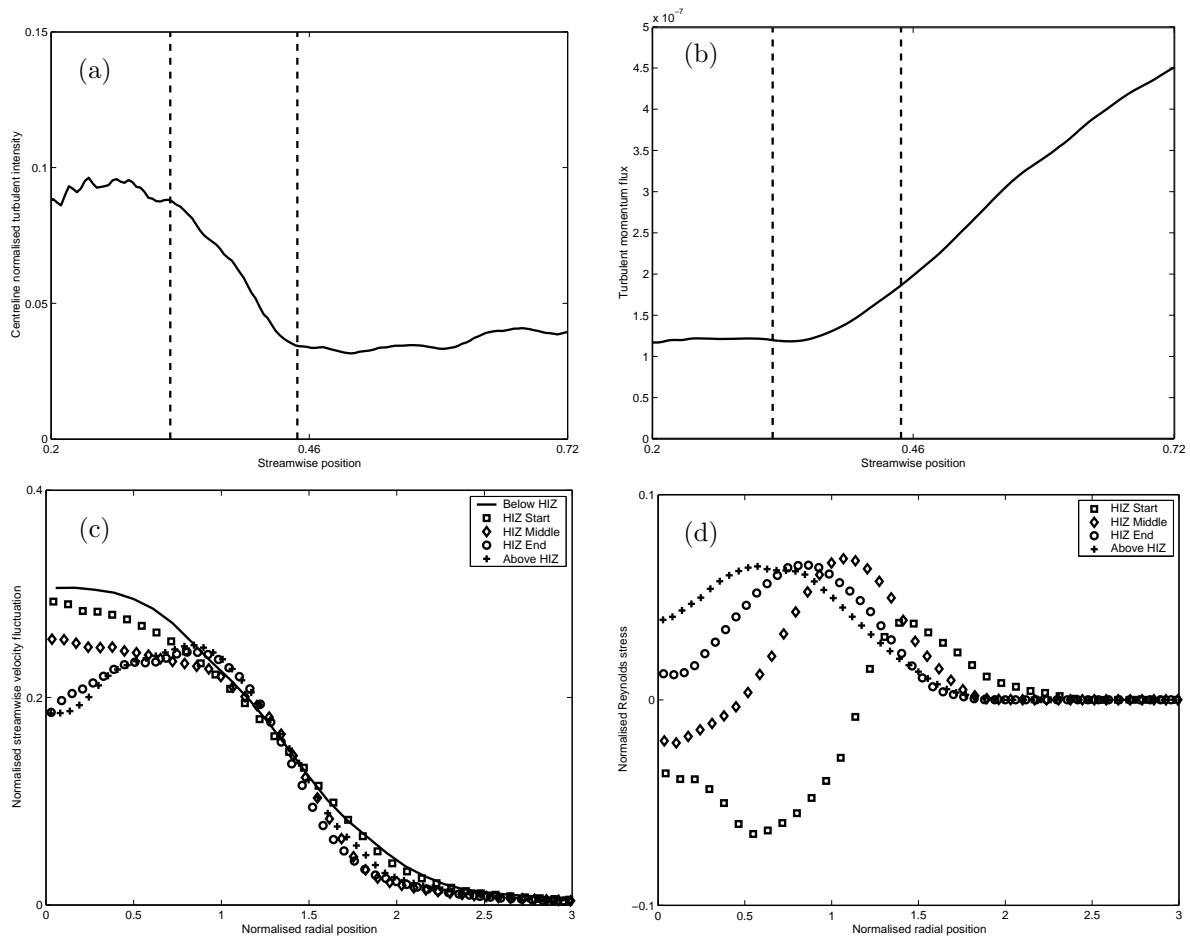 (a)
0.15
0.1
0.05
0
0.2
0.46
0.72
Centreline normalised turbulent intensity
Streamwise position
(b)
x 10⁻⁷
5
4.5
4
3.5
3
2.5
2
1.5
1
0.5
0
0.2
0.46
0.72
Turbulent momentum flux
Streamwise position
(c)
Below HIZ
HIZ Start
HIZ Middle
HIZ End
Above HIZ
0.4
0.2
0
0
0.5
1
1.5
2
2.5
3
Normalised streamwise velocity fluctuation
Normalised radial position
(d)
HIZ Start
HIZ Middle
HIZ End
Above HIZ
0.1
0
−0.1
0
0.5
1
1.5
2
2.5
3
Normalised Reynolds stress
Normalised radial position